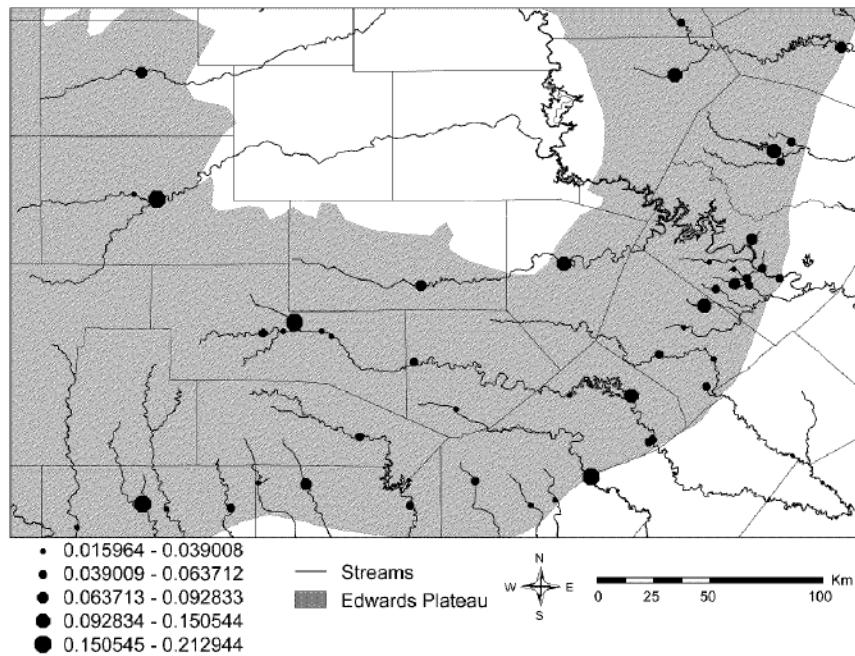 0.015964 - 0.039008
0.039009 - 0.063712
0.063713 - 0.092833
0.092834 - 0.150544
0.150545 - 0.212944
Streams
Edwards Plateau
N
W E
S
Km
0 25 50 100